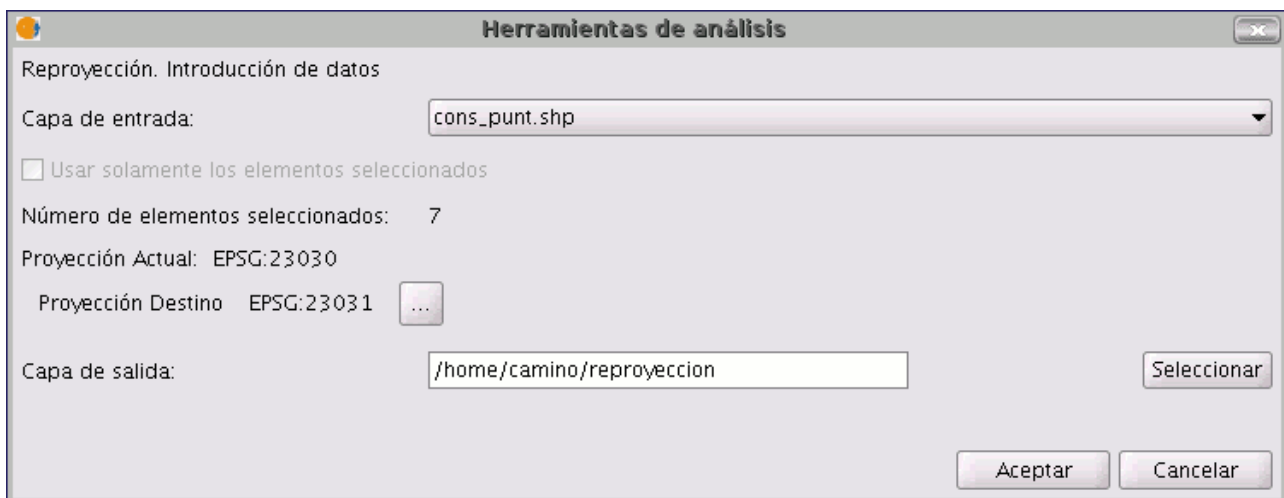 Herramientas de análisis
Reproyección. Introducción de datos
Capa de entrada: cons_punt.shp
Usar solamente los elementos seleccionados
Número de elementos seleccionados: 7
Proyección Actual: EPSG:23030
Proyección Destino EPSG:23031 ...
Capa de salida: /home/camino/reproyeccion Seleccionar
Aceptar Cancelar